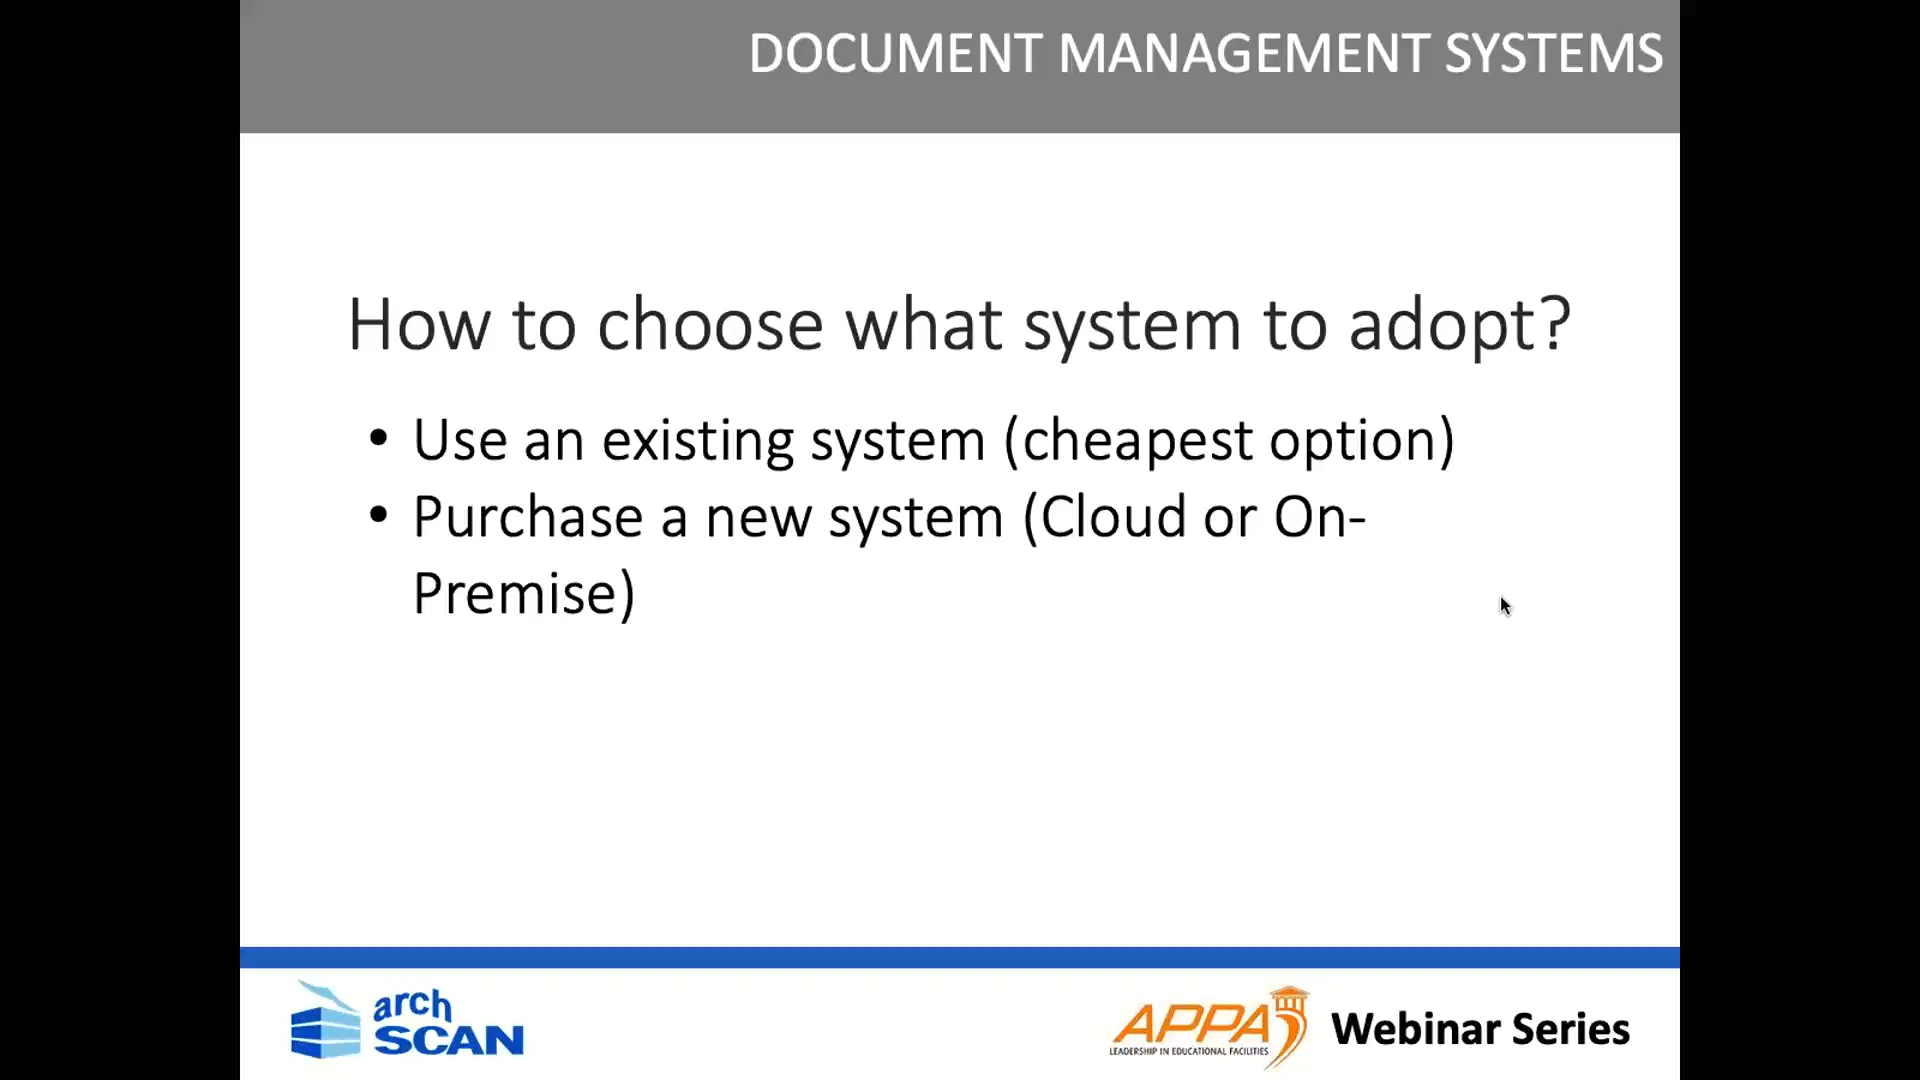 DOCUMENT MANAGEMENT SYSTEMS
How to choose what system to adopt?
• Use an existing system (cheapest option)
• Purchase a new system (Cloud or On-
Premise)
arch
SCAN
APPA
LEADERSHIP IN EDUCATIONAL FACILITIES
Webinar Series